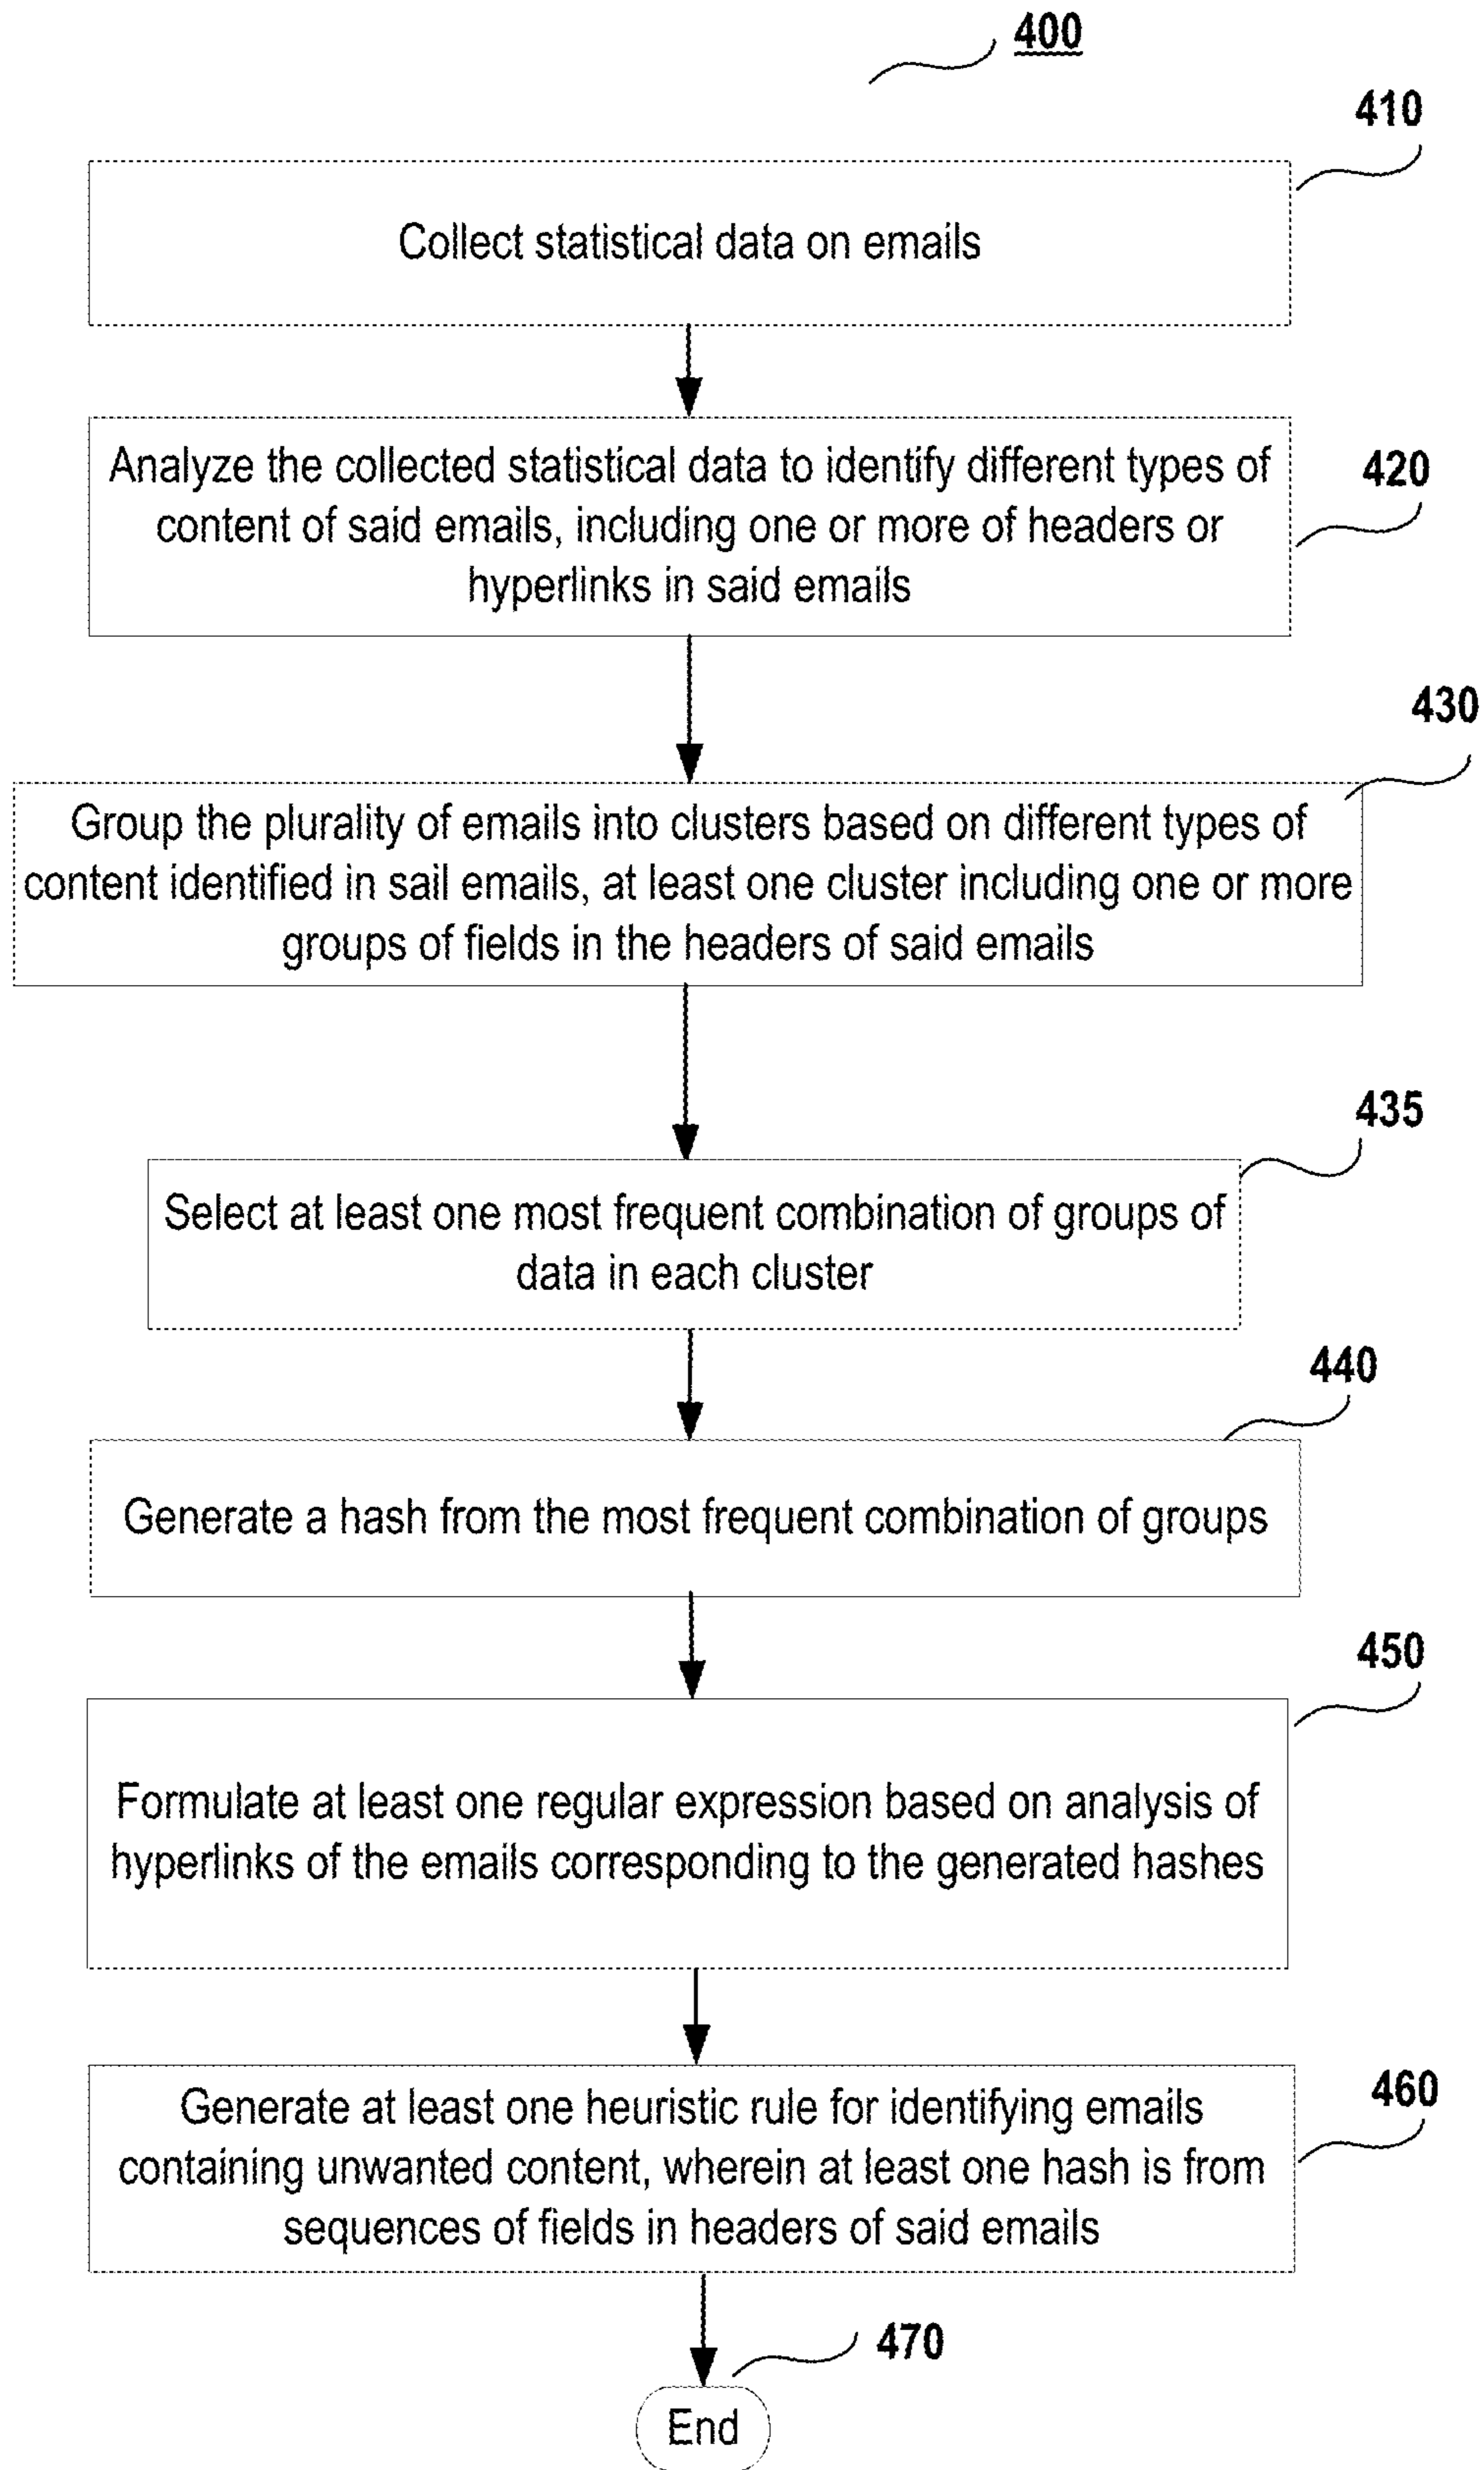 400
410
Collect statistical data on emails
Analyze the collected statistical data to identify different types of
content of said emails, including one or more of headers or
hyperlinks in said emails
420
430
Group the plurality of emails into clusters based on different types of
content identified in sail emails, at least one cluster including one or more
groups of fields in the headers of said emails
435
Select at least one most frequent combination of groups of
data in each cluster
440
Generate a hash from the most frequent combination of groups
450
Formulate at least one regular expression based on analysis of
hyperlinks of the emails corresponding to the generated hashes
Generate at least one heuristic rule for identifying emails
containing unwanted content, wherein at least one hash is from
sequences of fields in headers of said emails
460
470
End